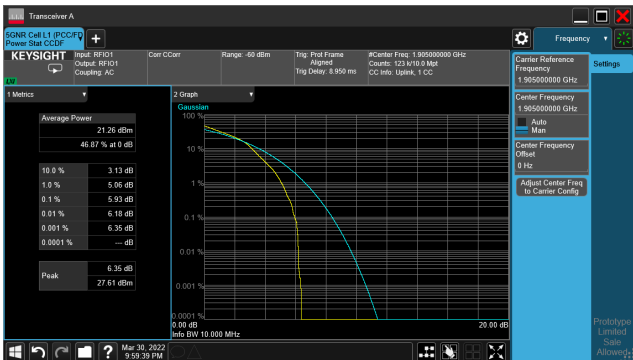 Transceiver A
5GNR Cell L1 (PCC/FD
Power Stat CCDF
+
Frequency
KEYSIGHT
Input: RFIO1
Output: RFIO1
Coupling: AC
Corr CCorr
Range: -60 dBm
Trig: Prot Frame
Aligned
Trig Delay: 8.950 ms
#Center Freq: 1.905000000 GHz
Counts: 123 k/10.0 Mpt
CC Info: Uplink, 1 CC
LW
1 Metrics
Average Power
21.26 dBm
46.87 % at 0 dB
10.0 % 3.13 dB
1.0 % 5.06 dB
0.1 % 5.93 dB
0.01 % 6.18 dB
0.001 % 6.35 dB
0.0001 % --- dB
Peak
6.35 dB
27.61 dBm
2 Graph
Gaussian
100 %
10 %
1 %
0.1 %
0.01 %
0.001 %
0.0001 %
0.00 dB
20.00 dB
Info BW 10.000 MHz
Carrier Reference
Frequency
1.905000000 GHz
Center Frequency
1.905000000 GHz
Auto
Man
Center Frequency
Offset
0 Hz
Adjust Center Freq
to Carrier Config
Settings
Prototype
Limited
Sale
Allowed
?
Mar 30, 2022
9:59:39 PM